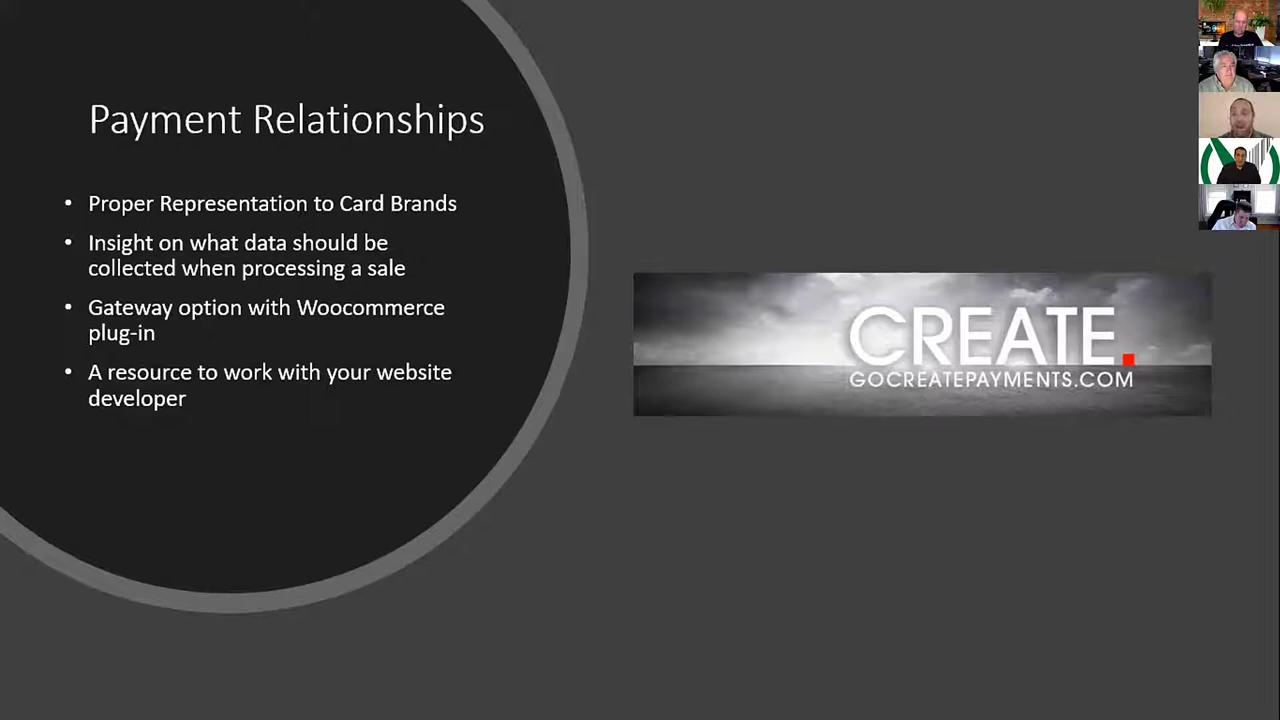 Payment Relationships
• Proper Representation to Card Brands
• Insight on what data should be
collected when processing a sale
• Gateway option with Woocommerce
plug-in
• A resource to work with your website
developer
CREATE.
GOCREATEPAYMENTS.COM